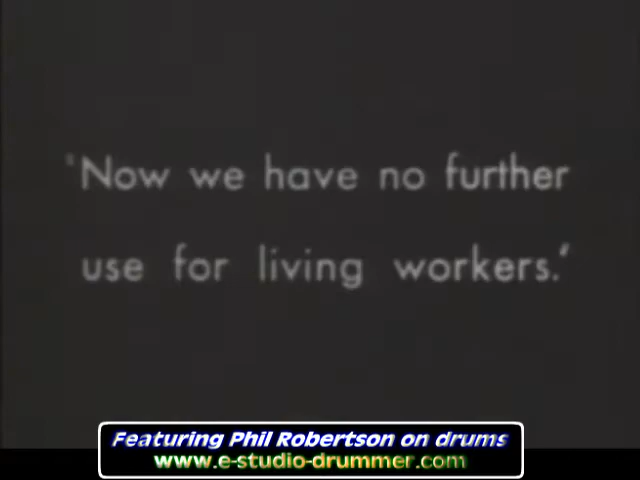 'Now we have no further
use for living workers.'
Featuring Phil Robertson on drums
www.e-studio-drummer.com